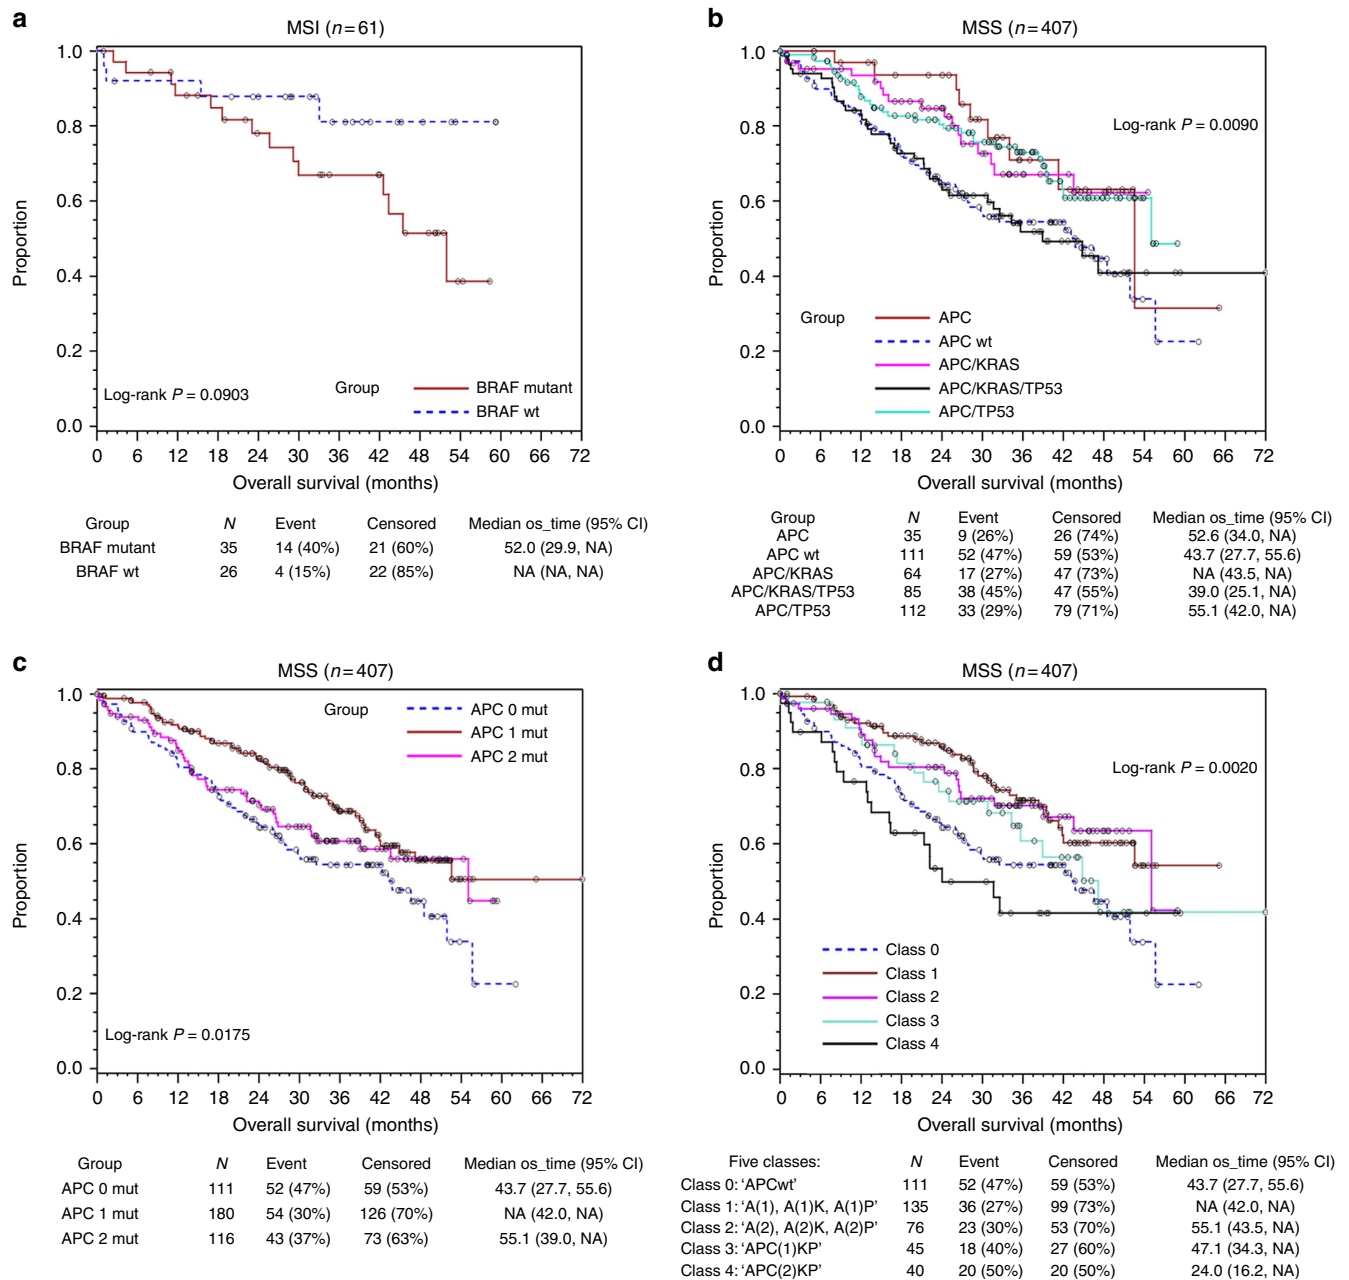 a
MSI (n=61)
1.0
0.8
0.6
0.4
0.2
0.0
Proportion
Log-rank P = 0.0903
Group
BRAF mutant
BRAF wt
0 6 12 18 24 30 36 42 48 54 60 66 72
Overall survival (months)
Group N Event Censored Median os_time (95% CI)
BRAF mutant 35 14 (40%) 21 (60%) 52.0 (29.9, NA)
BRAF wt 26 4 (15%) 22 (85%) NA (NA, NA)
b
MSS (n=407)
1.0
0.8
0.6
0.4
0.2
0.0
Proportion
Log-rank P = 0.0090
Group
APC
APC wt
APC/KRAS
APC/KRAS/TP53
APC/TP53
0 6 12 18 24 30 36 42 48 54 60 66 72
Overall survival (months)
Group N Event Censored Median os_time (95% CI)
APC 35 9 (26%) 26 (74%) 52.6 (34.0, NA)
APC wt 111 52 (47%) 59 (53%) 43.7 (27.7, 55.6)
APC/KRAS 64 17 (27%) 47 (73%) NA (43.5, NA)
APC/KRAS/TP53 85 38 (45%) 47 (55%) 39.0 (25.1, NA)
APC/TP53 112 33 (29%) 79 (71%) 55.1 (42.0, NA)
c
MSS (n=407)
1.0
0.8
0.6
0.4
0.2
0.0
Proportion
Group
APC 0 mut
APC 1 mut
APC 2 mut
Log-rank P = 0.0175
0 6 12 18 24 30 36 42 48 54 60 66 72
Overall survival (months)
Group N Event Censored Median os_time (95% CI)
APC 0 mut 111 52 (47%) 59 (53%) 43.7 (27.7, 55.6)
APC 1 mut 180 54 (30%) 126 (70%) NA (42.0, NA)
APC 2 mut 116 43 (37%) 73 (63%) 55.1 (39.0, NA)
d
MSS (n=407)
1.0
0.8
0.6
0.4
0.2
0.0
Proportion
Log-rank P = 0.0020
Class 0
Class 1
Class 2
Class 3
Class 4
0 6 12 18 24 30 36 42 48 54 60 66 72
Overall survival (months)
Five classes: N Event Censored Median os_time (95% CI)
Class 0: ‘APCwt’ 111 52 (47%) 59 (53%) 43.7 (27.7, 55.6)
Class 1: ‘A(1), A(1)K, A(1)P’ 135 36 (27%) 99 (73%) NA (42.0, NA)
Class 2: ‘A(2), A(2)K, A(2)P’ 76 23 (30%) 53 (70%) 55.1 (43.5, NA)
Class 3: ‘APC(1)KP’ 45 18 (40%) 27 (60%) 47.1 (34.3, NA)
Class 4: ‘APC(2)KP’ 40 20 (50%) 20 (50%) 24.0 (16.2, NA)